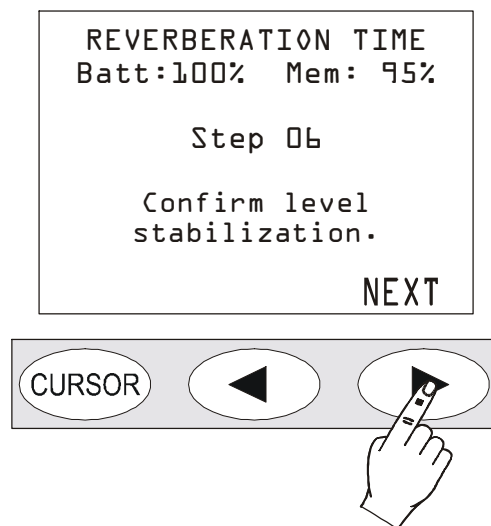 REVERBERATION TIME
Batt:100% Mem: 95%
Step 06
Confirm level
stabilization.
NEXT
CURSOR